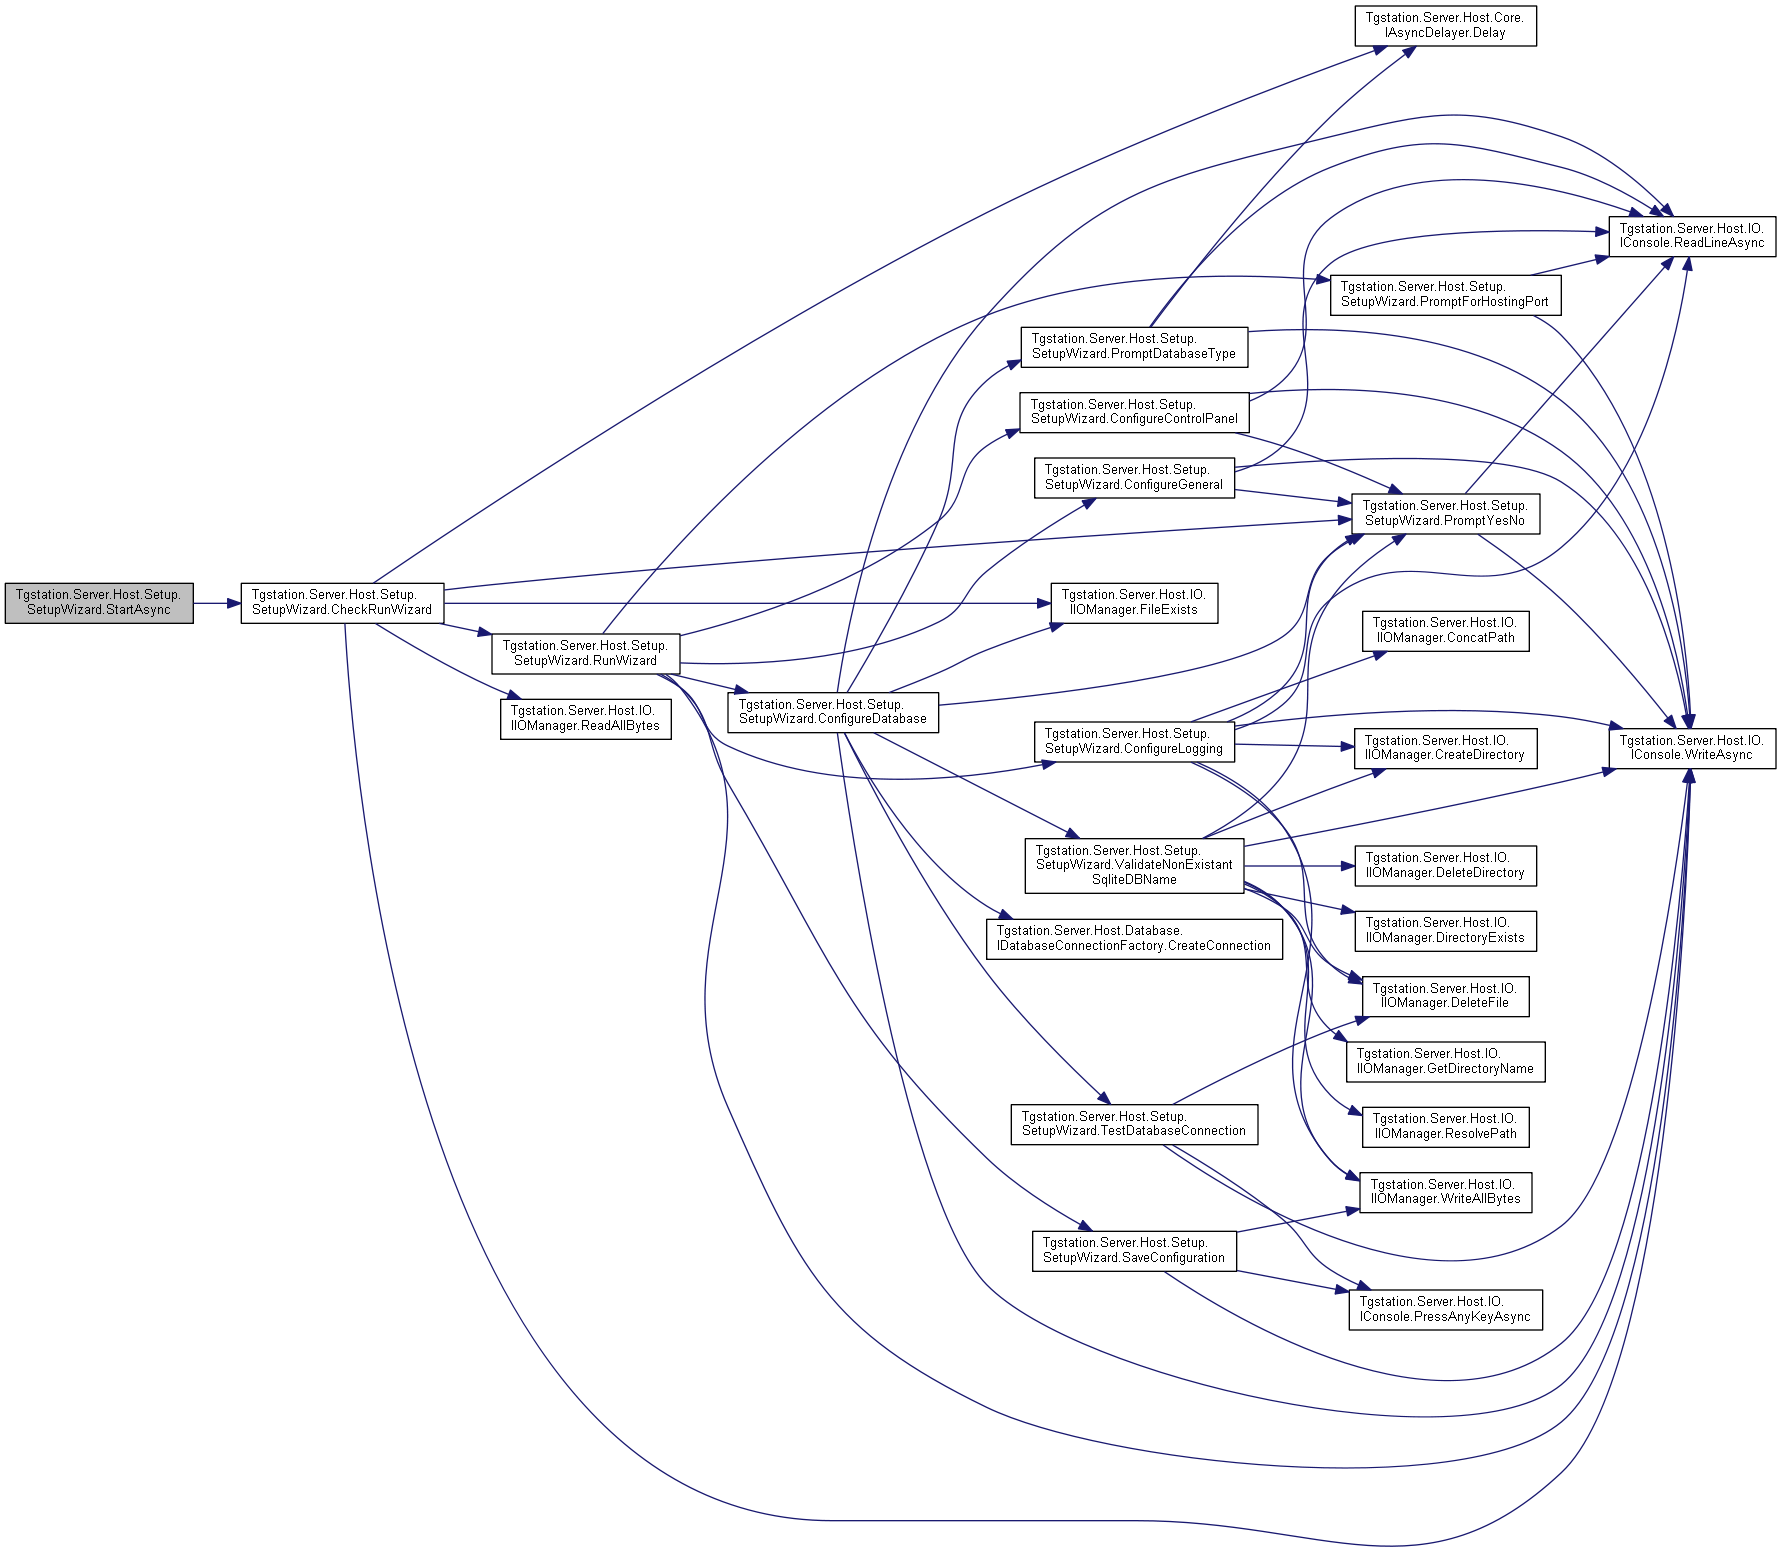 Tgstation.Server.Host.Setup.
SetupWizard.StartAsync
Tgstation.Server.Host.Setup.
SetupWizard.CheckRunWizard
Tgstation.Server.Host.Setup.
SetupWizard.RunWizard
Tgstation.Server.Host.IO.
IIOManager.ReadAllBytes
Tgstation.Server.Host.Setup.
SetupWizard.ConfigureDatabase
Tgstation.Server.Host.Setup.
SetupWizard.PromptDatabaseType
Tgstation.Server.Host.Setup.
SetupWizard.ConfigureControlPanel
Tgstation.Server.Host.Setup.
SetupWizard.ConfigureGeneral
Tgstation.Server.Host.IO.
IIOManager.FileExists
Tgstation.Server.Host.Setup.
SetupWizard.ConfigureLogging
Tgstation.Server.Host.Setup.
SetupWizard.ValidateNonExistant
SqliteDBName
Tgstation.Server.Host.Database.
IDatabaseConnectionFactory.CreateConnection
Tgstation.Server.Host.Setup.
SetupWizard.TestDatabaseConnection
Tgstation.Server.Host.Setup.
SetupWizard.SaveConfiguration
Tgstation.Server.Host.Core.
IAsyncDelayer.Delay
Tgstation.Server.Host.Setup.
SetupWizard.PromptForHostingPort
Tgstation.Server.Host.Setup.
SetupWizard.PromptYesNo
Tgstation.Server.Host.IO.
IIOManager.ConcatPath
Tgstation.Server.Host.IO.
IIOManager.CreateDirectory
Tgstation.Server.Host.IO.
IIOManager.DeleteDirectory
Tgstation.Server.Host.IO.
IIOManager.DirectoryExists
Tgstation.Server.Host.IO.
IIOManager.DeleteFile
Tgstation.Server.Host.IO.
IIOManager.GetDirectoryName
Tgstation.Server.Host.IO.
IIOManager.ResolvePath
Tgstation.Server.Host.IO.
IIOManager.WriteAllBytes
Tgstation.Server.Host.IO.
IConsole.PressAnyKeyAsync
Tgstation.Server.Host.IO.
IConsole.ReadLineAsync
Tgstation.Server.Host.IO.
IConsole.WriteAsync